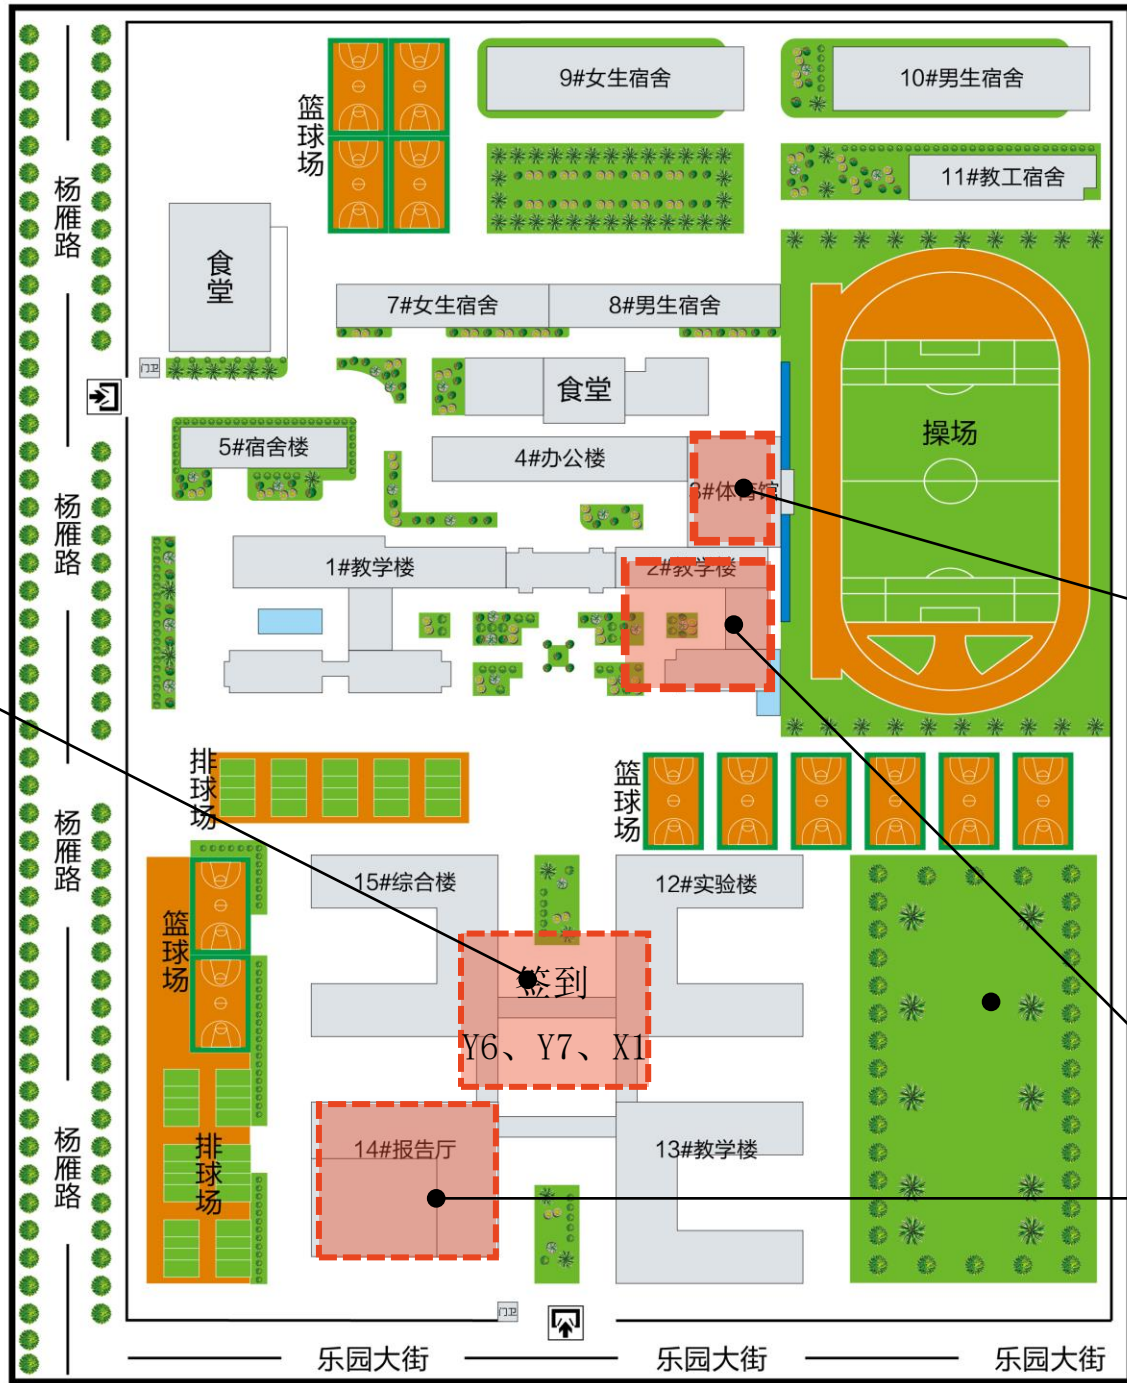 9#女生宿舍
10#男生宿舍
篮球场
11#教工宿舍
杨雁路
食堂
7#女生宿舍
8#男生宿舍
门卫
食堂
操场
5#宿舍楼
4#办公楼
3#体育馆
杨雁路
1#教学楼
2#教学楼
排球场
篮球场
杨雁路
15#综合楼
12#实验楼
篮球场
签到
Y6、Y7、X1
杨雁路
排球场
14#报告厅
13#教学楼
门卫
乐园大街
乐园大街
乐园大街